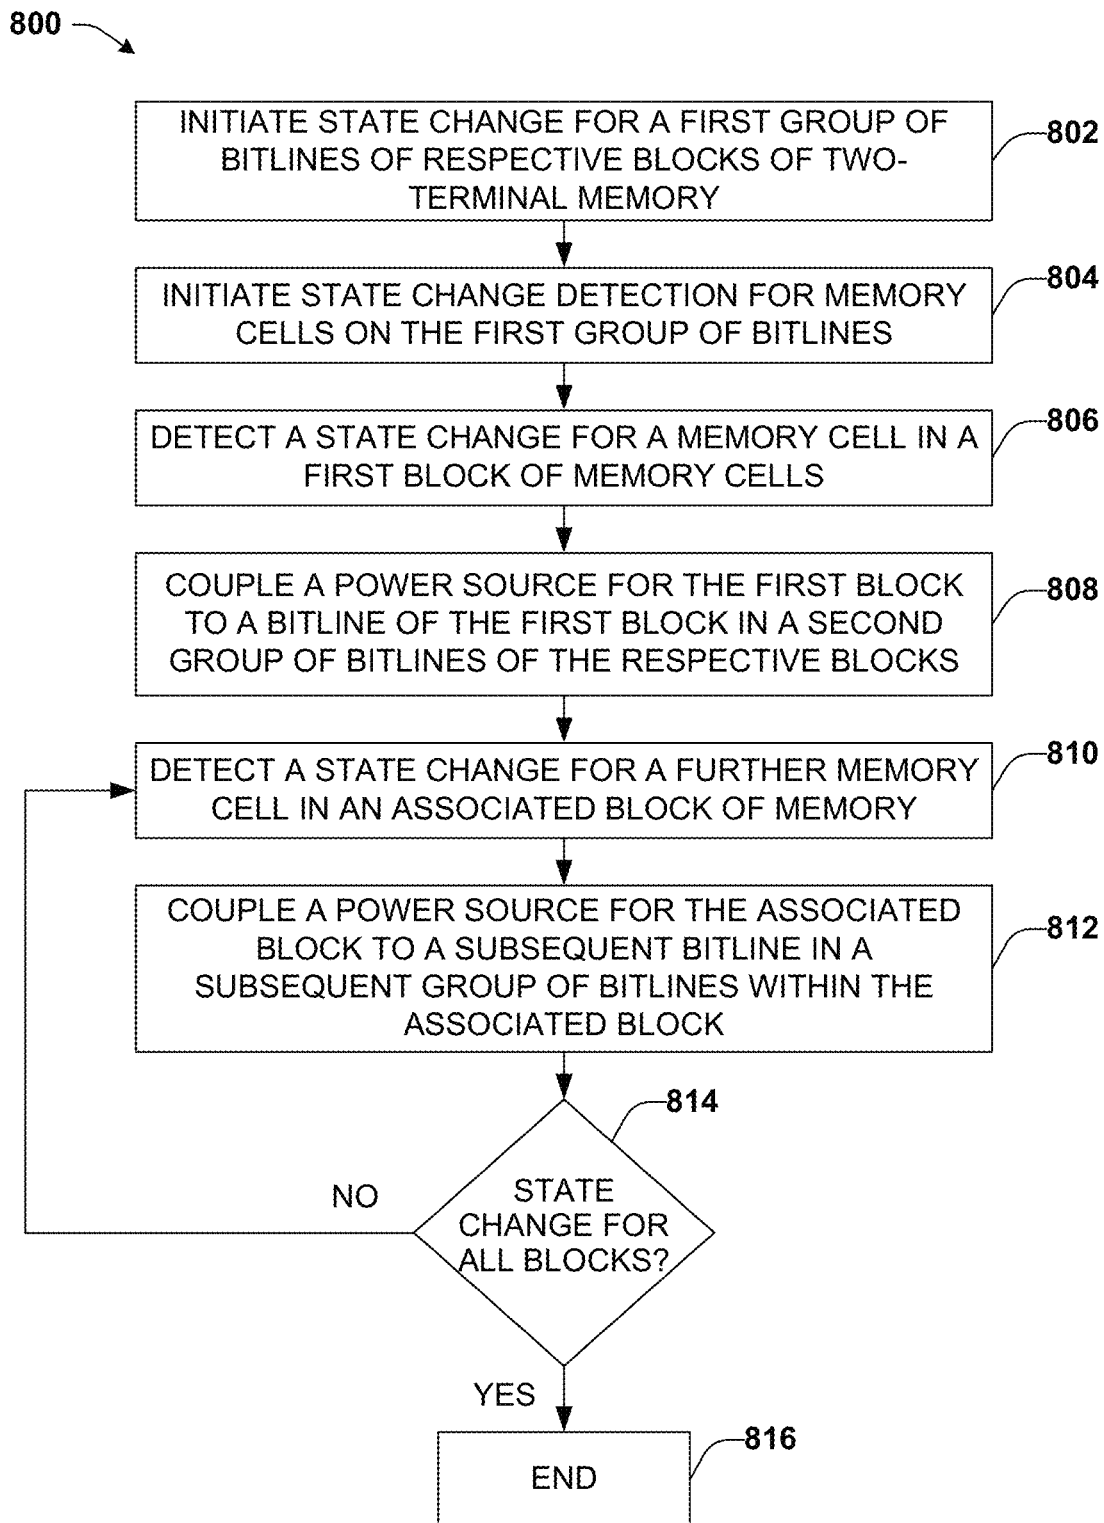 800
INITIATE STATE CHANGE FOR A FIRST GROUP OF
BITLINES OF RESPECTIVE BLOCKS OF TWO-
TERMINAL MEMORY
802
INITIATE STATE CHANGE DETECTION FOR MEMORY
CELLS ON THE FIRST GROUP OF BITLINES
804
DETECT A STATE CHANGE FOR A MEMORY CELL IN A
FIRST BLOCK OF MEMORY CELLS
806
COUPLE A POWER SOURCE FOR THE FIRST BLOCK
TO A BITLINE OF THE FIRST BLOCK IN A SECOND
GROUP OF BITLINES OF THE RESPECTIVE BLOCKS
808
DETECT A STATE CHANGE FOR A FURTHER MEMORY
CELL IN AN ASSOCIATED BLOCK OF MEMORY
810
COUPLE A POWER SOURCE FOR THE ASSOCIATED
BLOCK TO A SUBSEQUENT BITLINE IN A
SUBSEQUENT GROUP OF BITLINES WITHIN THE
ASSOCIATED BLOCK
812
814
STATE
CHANGE FOR
ALL BLOCKS?
NO
YES
816
END